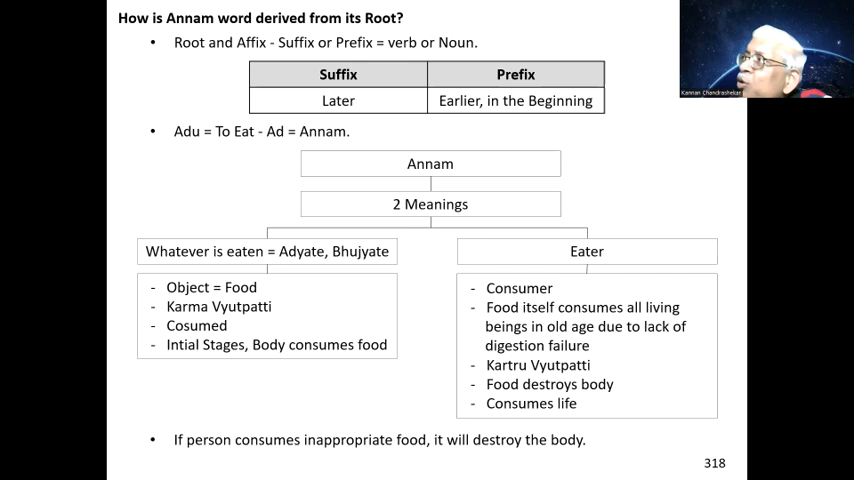 How is Annam word derived from its Root?
• Root and Affix - Suffix or Prefix = verb or Noun.
Suffix Prefix
Later Earlier, in the Beginning
• Adu = To Eat - Ad = Annam.
Annam
2 Meanings
Whatever is eaten = Adyate, Bhujyate
- Object = Food
- Karma Vyutpatti
- Cosumed
- Intial Stages, Body consumes food
Eater
- Consumer
- Food itself consumes all living
beings in old age due to lack of
digestion failure
- Kartru Vyutpatti
- Food destroys body
- Consumes life
• If person consumes inappropriate food, it will destroy the body.
318
Kannan Chandrashekar